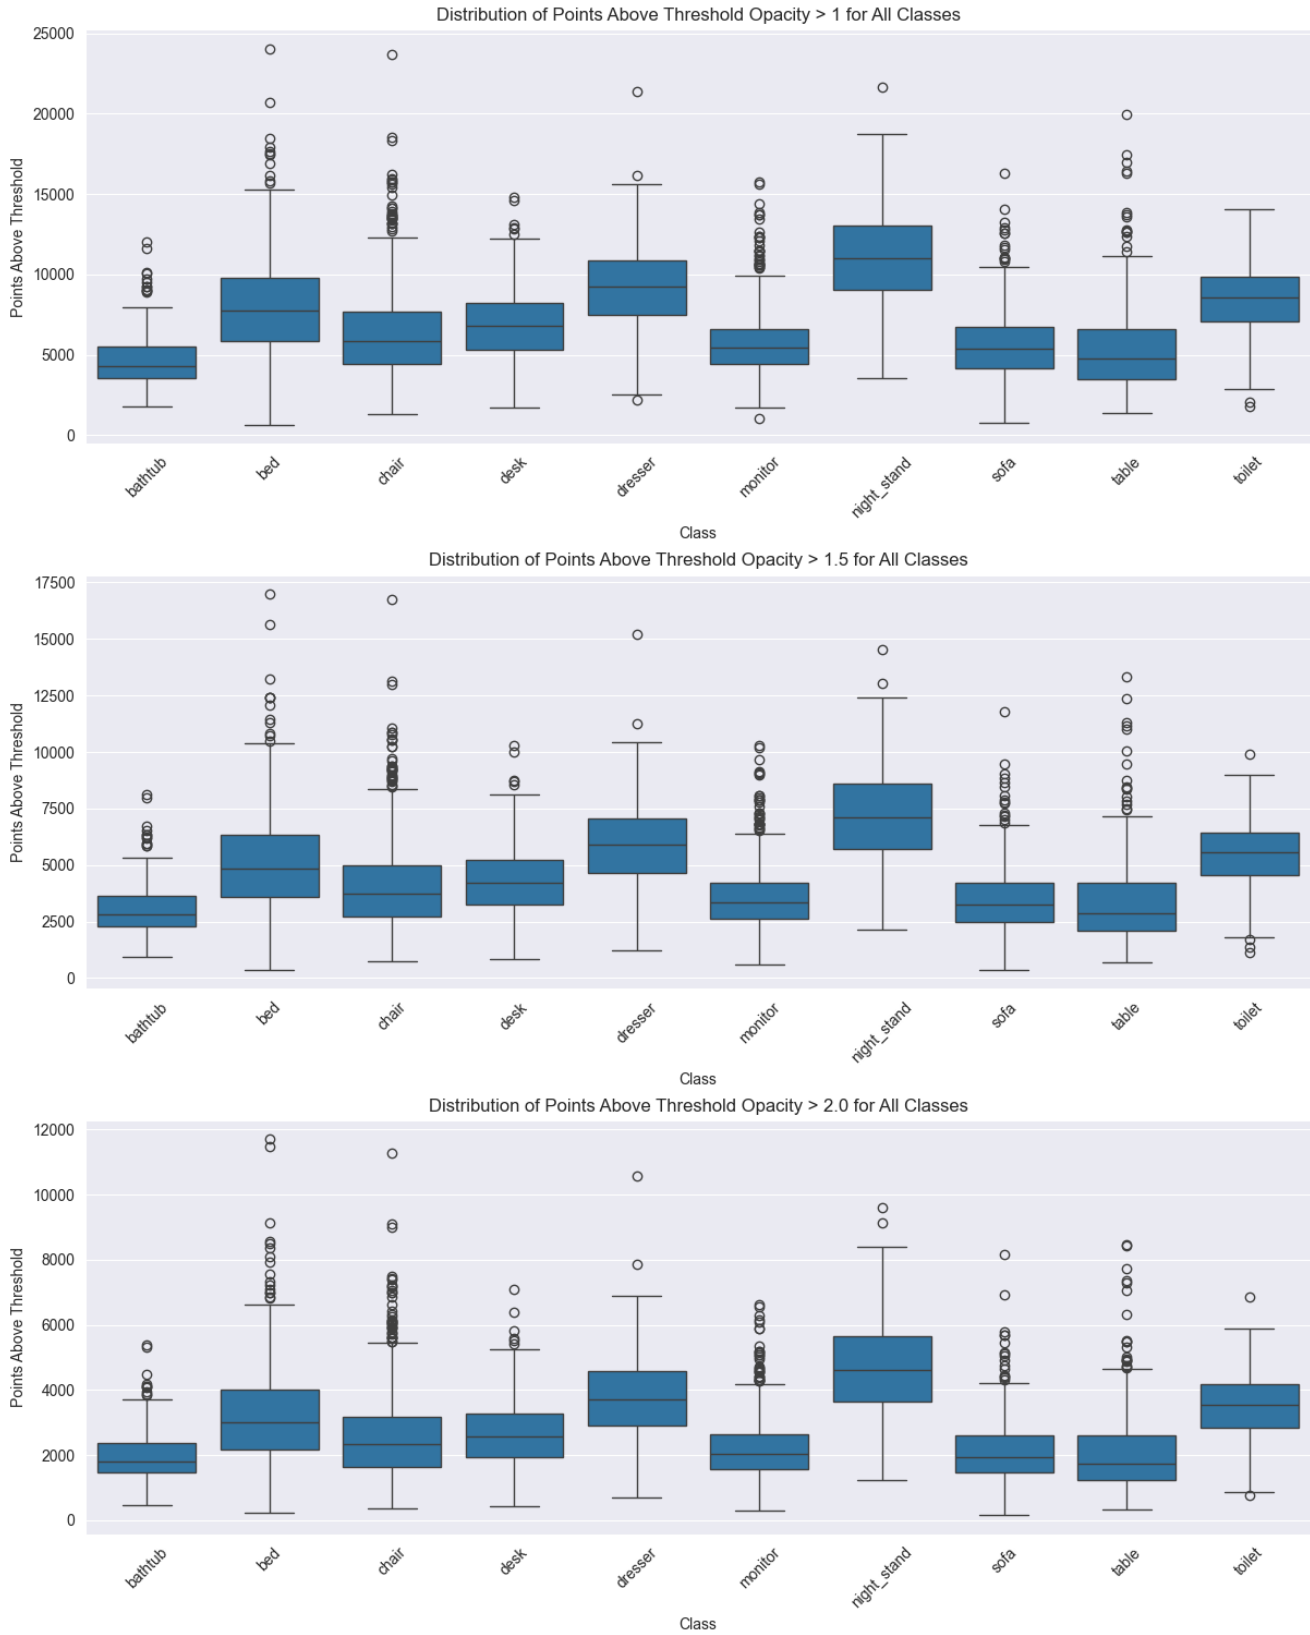 Distribution of Points Above Threshold Opacity > 1 for All Classes
25000
20000
15000
10000
5000
0
Points Above Threshold
bathtub bed chair desk dresser monitor night_stand sofa table toilet
Class
Distribution of Points Above Threshold Opacity > 1.5 for All Classes
17500
15000
12500
10000
7500
5000
2500
0
Points Above Threshold
bathtub bed chair desk dresser monitor night_stand sofa table toilet
Class
Distribution of Points Above Threshold Opacity > 2.0 for All Classes
12000
10000
8000
6000
4000
2000
0
Points Above Threshold
bathtub bed chair desk dresser monitor night_stand sofa table toilet
Class